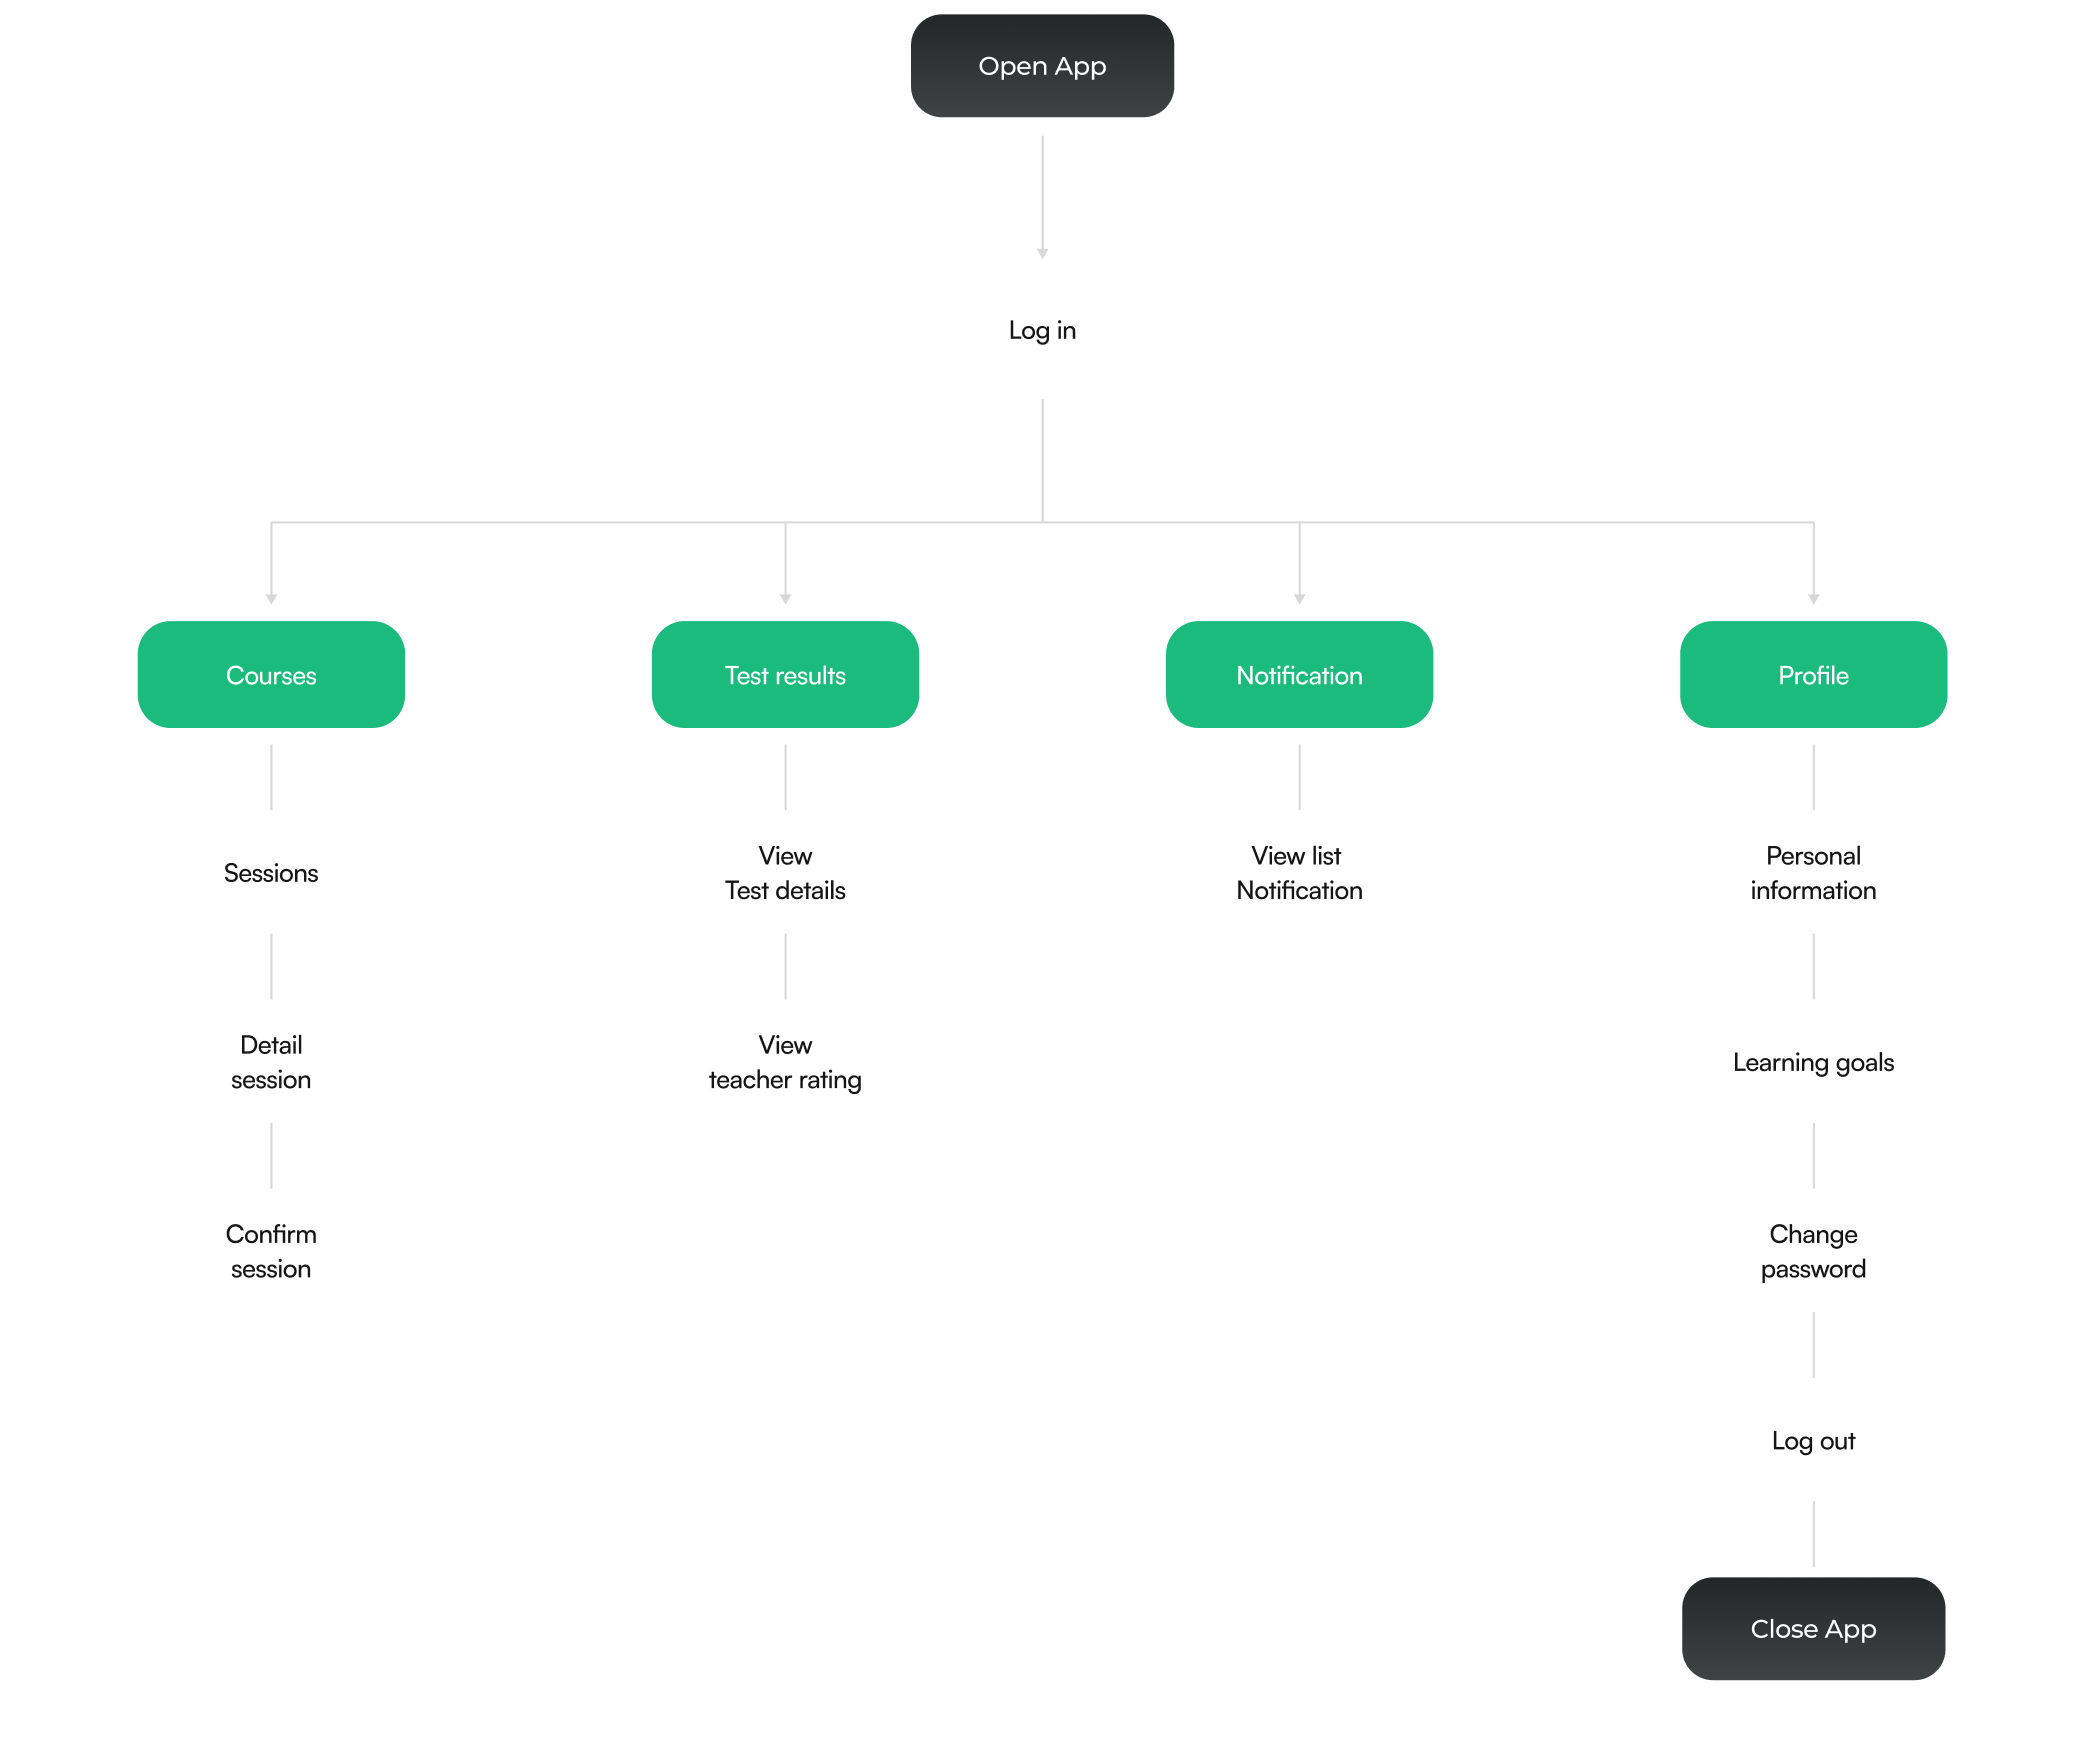 Open App
Log in
Courses
Test results
Notification
Profile
Sessions
View
Test details
View list
Notification
Personal
information
Detail
session
View
teacher rating
Learning goals
Confirm
session
Change
password
Log out
Close App